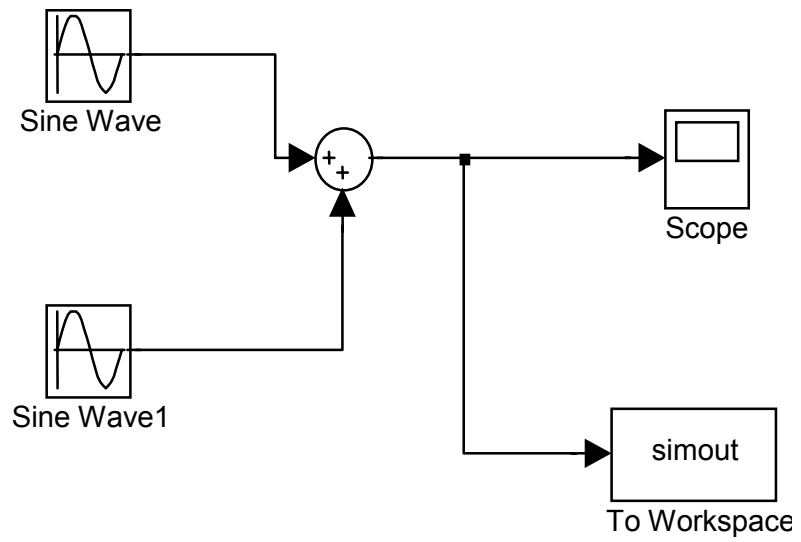 Sine Wave
+
+
Scope
Sine Wave1
simout
To Workspace